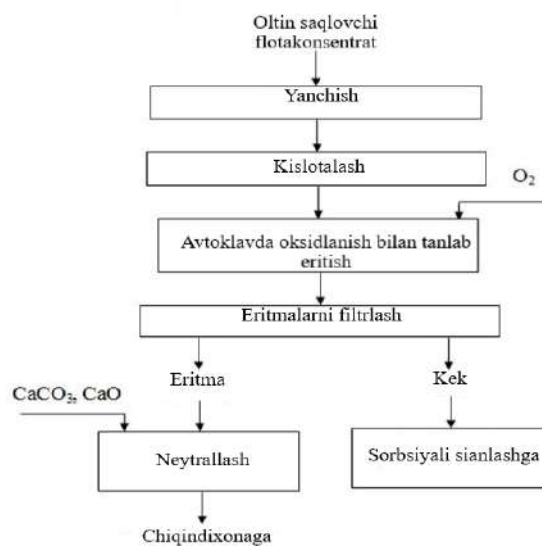 Oltin saqlovchi
flotakonsentrat
Yanchish
Kislotalash
O₂
Avtoklavda oksidlanish bilan tanlab
eritish
Eritmalarni filtrlash
Eritma
Kek
CaCO₃, CaO
Neytrallash
Sorbsiyali sianlashga
Chiqindixonaga